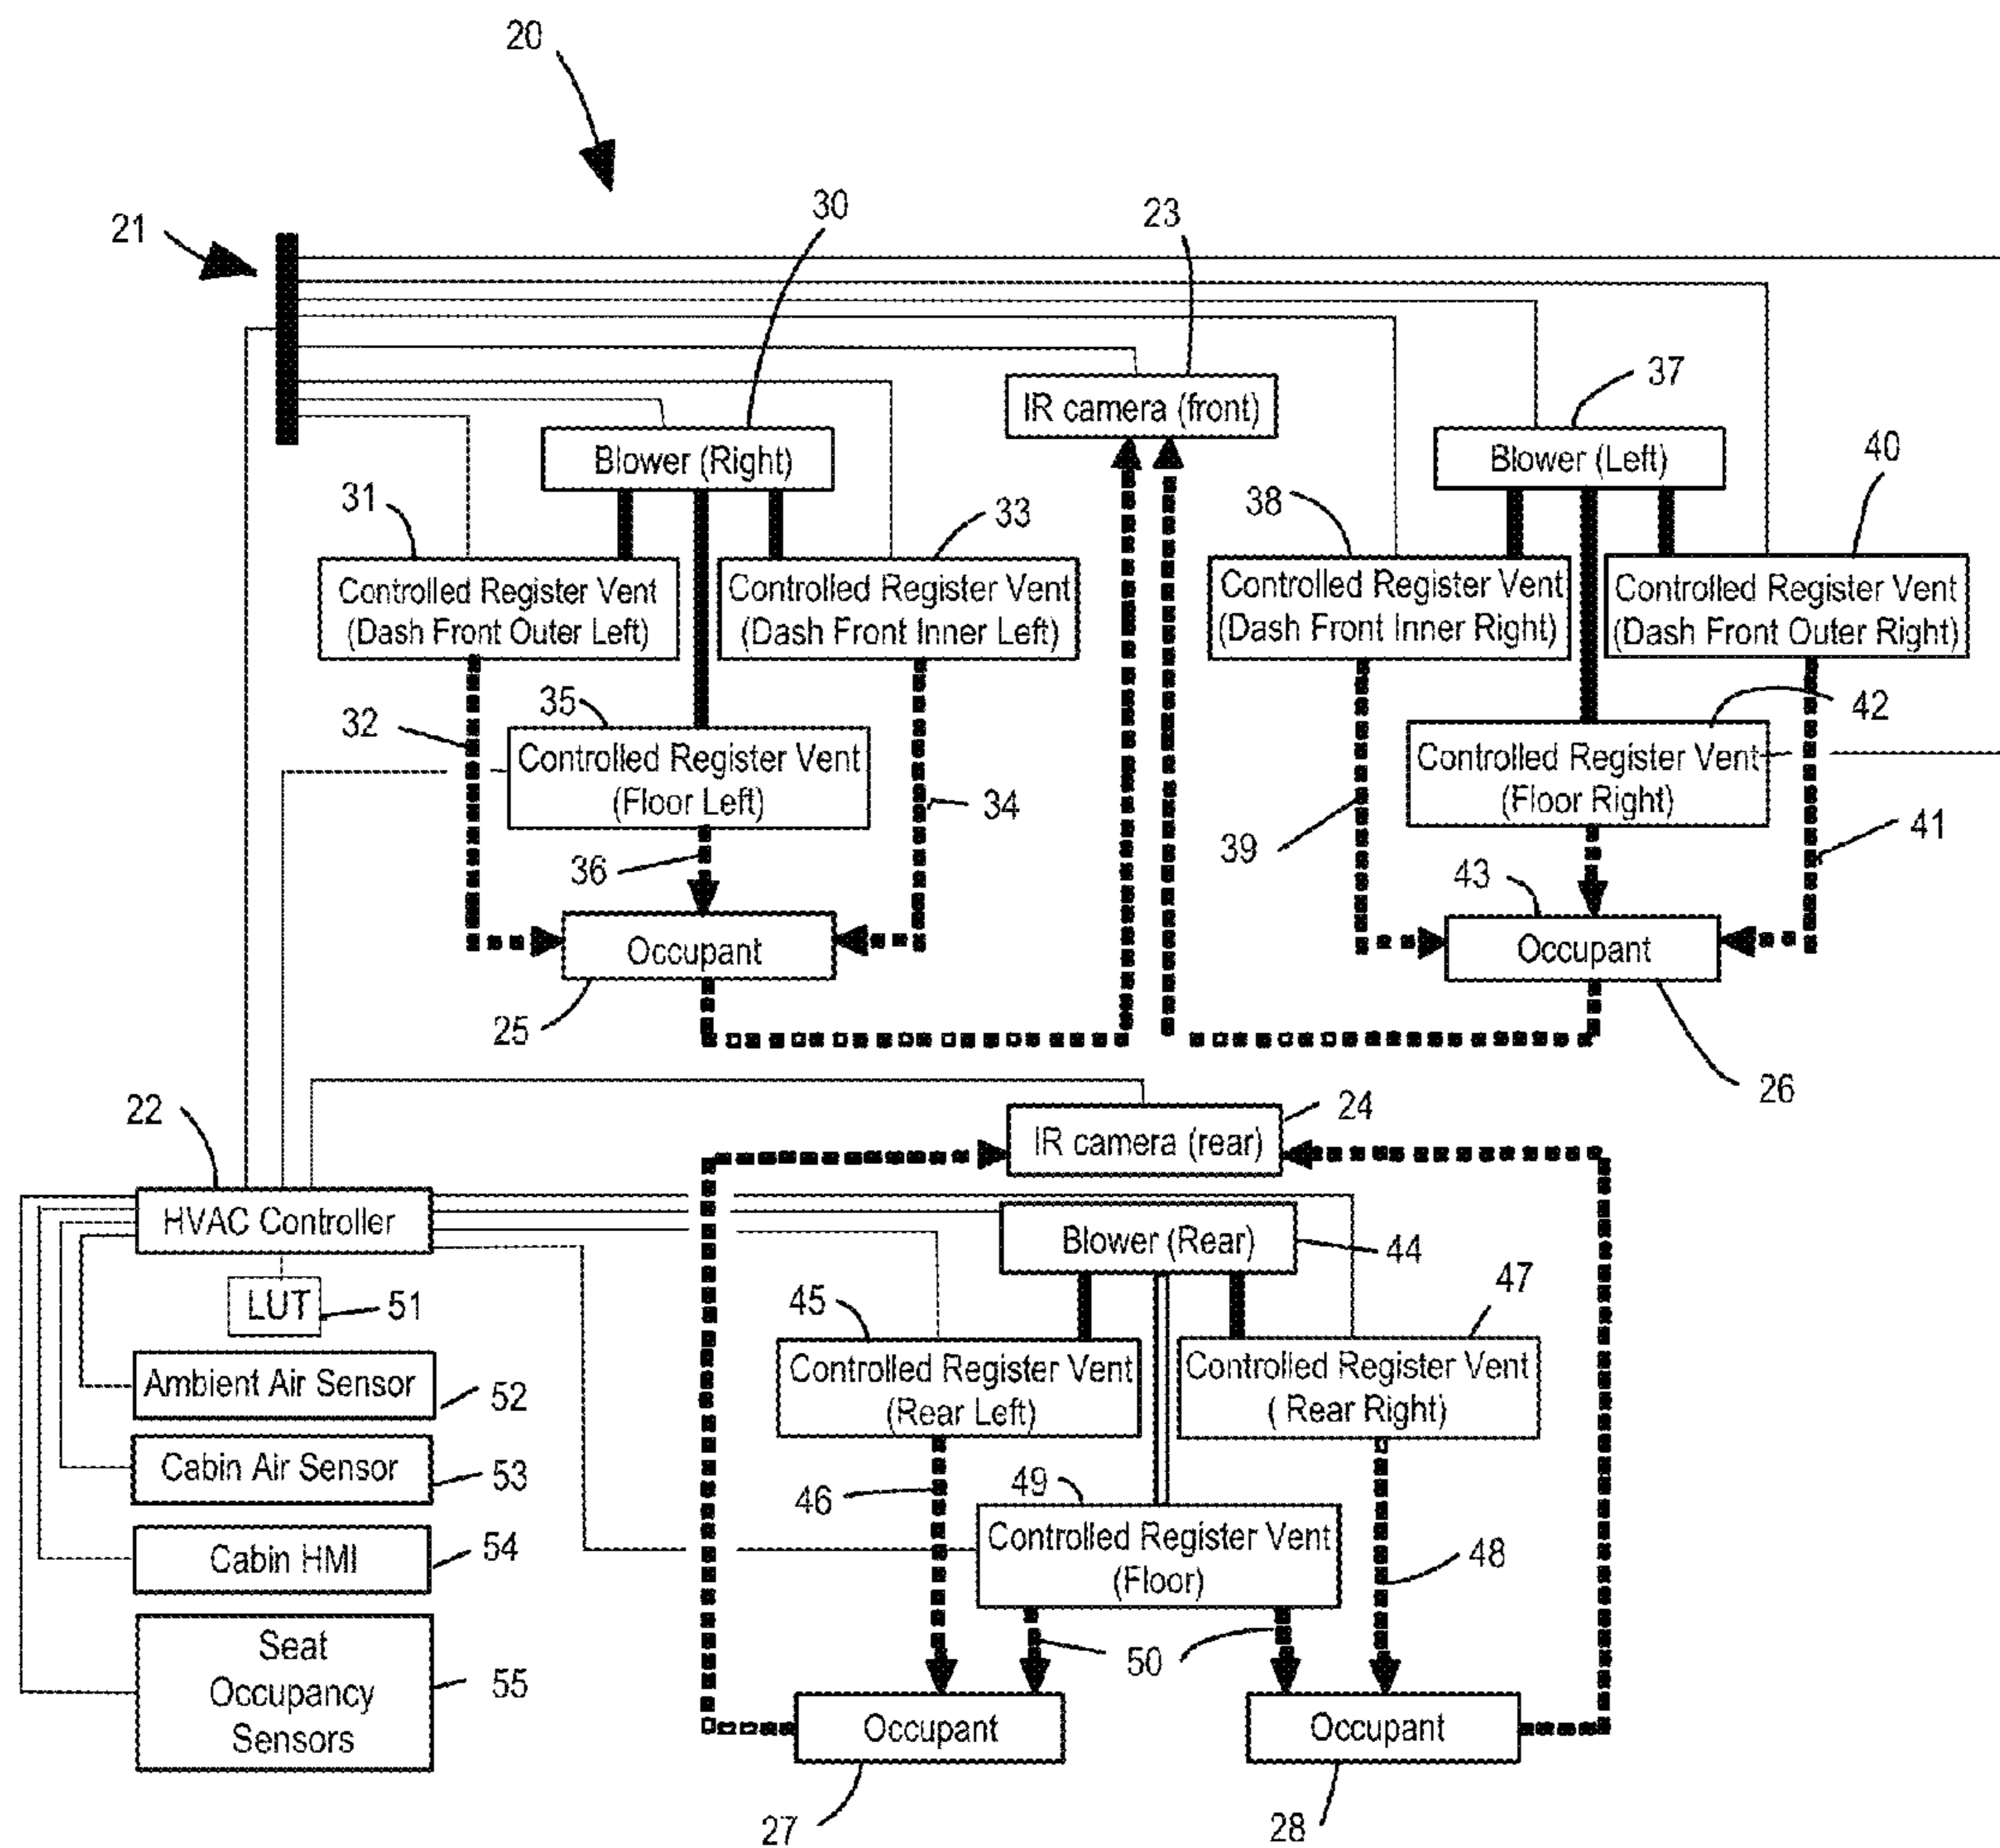 20
30
23
21
37
IR camera (front)
40
Blower (Right)
Blower (Left)
31
33
38
Controlled Register Vent
(Dash Front Outer Left)
Controlled Register Vent
(Dash Front Inner Left)
Controlled Register Vent
(Dash Front Inner Right)
Controlled Register Vent
(Dash Front Outer Right)
32
35
42
Controlled Register Vent
(Floor Left)
34
Controlled Register Vent
(Floor Right)
39
41
36
43
Occupant
Occupant
25
26
22
24
IR camera (rear)
HVAC Controller
Blower (Rear)
44
LUT
51
45
47
Ambient Air Sensor
52
Controlled Register Vent
(Rear Left)
Controlled Register Vent
( Rear Right)
Cabin Air Sensor
53
46
49
48
Cabin HMI
54
Controlled Register Vent
(Floor)
Seat
Occupancy
Sensors
55
50
Occupant
Occupant
27
28